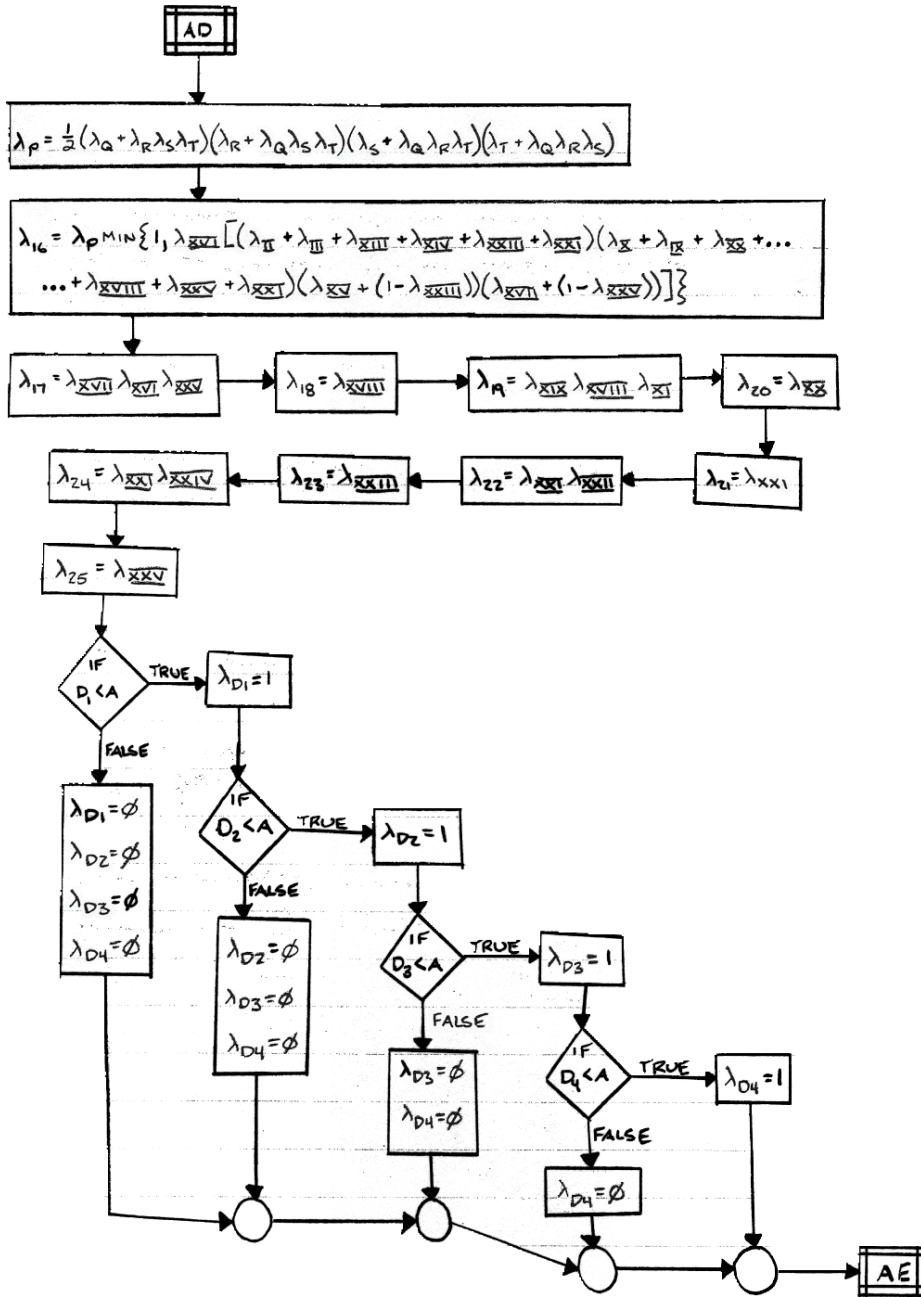 AD
λP = 1/2 (λQ + λRλSλT)(λR + λQλSλT)(λS + λQλRλT)(λT + λQλRλS)
λ16 = λP MIN{1, λXVI[(λII + λIII + λXIII + λXIV + λXXIII + λXXI)(λX + λIX + λXX + ...
... + λXVIII + λXXV + λXXI)(λXV + (1-λXXIII))(λXVII + (1-λXXV))]}
λ17 = λXVII λXVI λXXV
λ18 = λXVIII
λ19 = λXIX λXVIII λXI
λ20 = λXX
λ21 = λXXI
λ22 = λXXI λXXII
λ23 = λXXIII
λ24 = λXXI λXXIV
λ25 = λXXV
IF
D1<A
TRUE
λD1=1
FALSE
λD1=∅
λD2=∅
λD3=∅
λD4=∅
IF
D2<A
TRUE
λD2=1
FALSE
λD2=∅
λD3=∅
λD4=∅
IF
D3<A
TRUE
λD3=1
FALSE
λD3=∅
λD4=∅
IF
D4<A
TRUE
λD4=1
FALSE
λD4=∅
AE